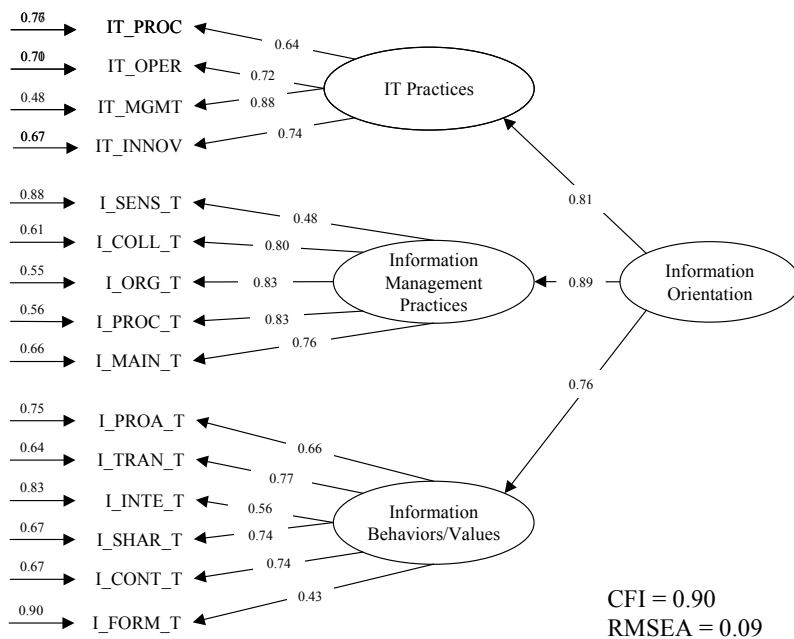 IT_PROC
0.64
IT_OPER
0.72
IT Practices
0.48
IT_MGMT
0.88
0.67
IT_INNOV
0.74
0.81
0.88
I_SENS_T
0.48
0.61
I_COLL_T
0.80
0.55
I_ORG_T
0.83
Information
Management
Practices
0.89
Information
Orientation
0.56
I_PROC_T
0.83
0.66
I_MAIN_T
0.76
0.76
0.75
I_PROA_T
0.66
0.64
I_TRAN_T
0.77
0.83
I_INTE_T
0.56
Information
Behaviors/Values
0.67
I_SHAR_T
0.74
0.67
I_CONT_T
0.74
0.90
I_FORM_T
0.43
CFI = 0.90
RMSEA = 0.09